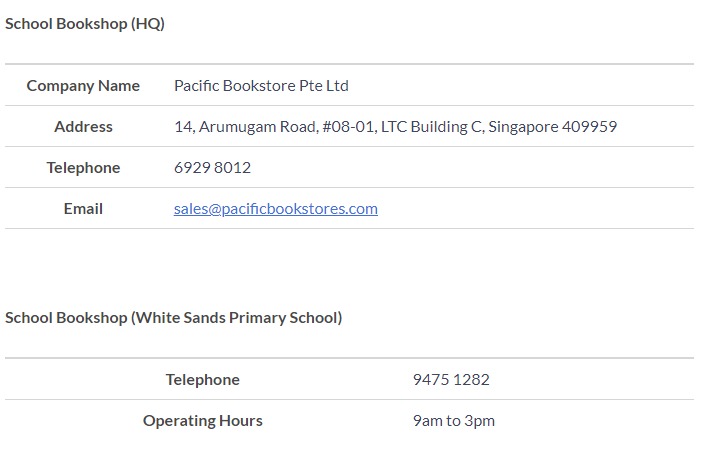 School Bookshop (HQ)
Company Name Pacific Bookstore Pte Ltd
Address 14, Arumugam Road, #08-01, LTC Building C, Singapore 409959
Telephone 6929 8012
Email sales@pacificbookstores.com
School Bookshop (White Sands Primary School)
Telephone 9475 1282
Operating Hours 9am to 3pm